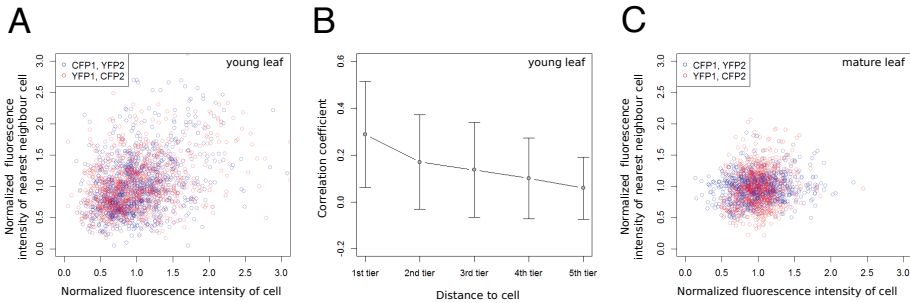 A
B
C
CFP1, YFP2
YFP1, CFP2
young leaf
Normalized fluorescence
intensity of nearest neighbour cell
0.0
0.5
1.0
1.5
2.0
2.5
3.0
0.0
0.5
1.0
1.5
2.0
2.5
3.0
Normalized fluorescence intensity of cell
young leaf
Correlation coefficient
-0.2
0.0
0.2
0.4
0.6
1st tier
2nd tier
3rd tier
4th tier
5th tier
Distance to cell
CFP1, YFP2
YFP1, CFP2
mature leaf
Normalized fluorescence
intensity of nearest neighbour cell
0.0
0.5
1.0
1.5
2.0
2.5
3.0
0.0
0.5
1.0
1.5
2.0
2.5
3.0
Normalized fluorescence intensity of cell